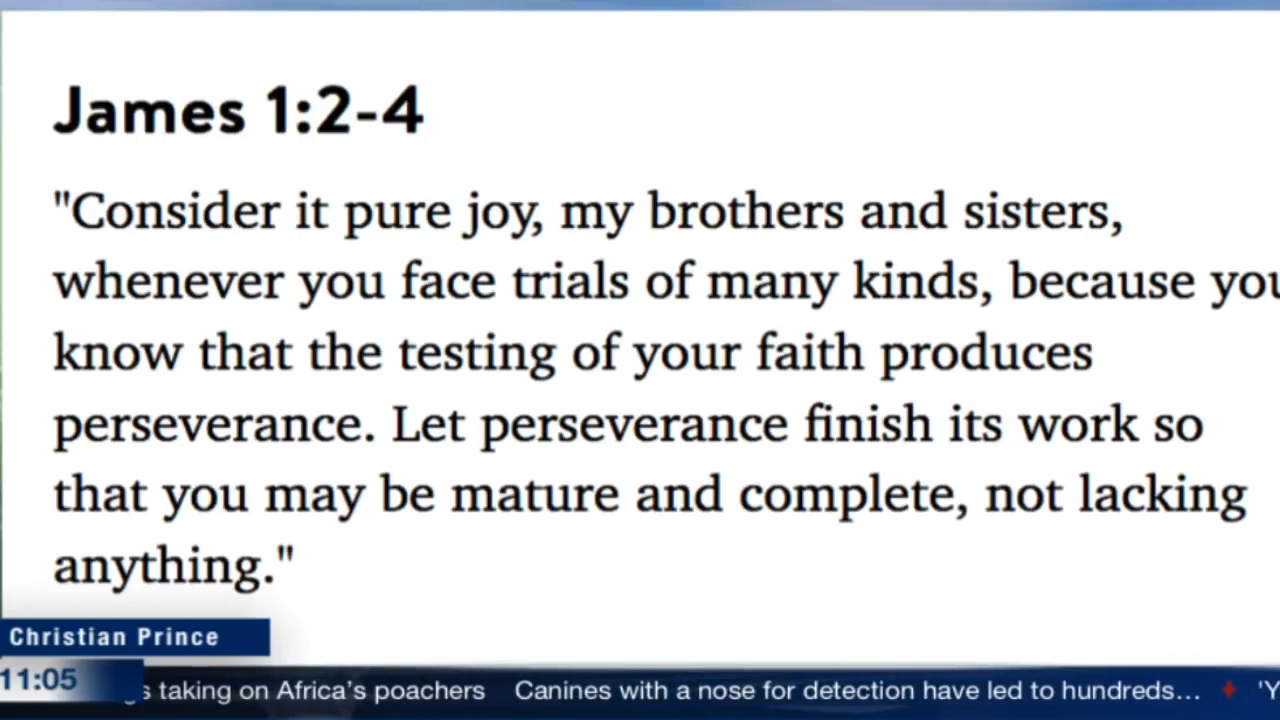 James 1:2-4
"Consider it pure joy, my brothers and sisters,
whenever you face trials of many kinds, because you
know that the testing of your faith produces
perseverance. Let perseverance finish its work so
that you may be mature and complete, not lacking
anything."
Christian Prince
11:05
taking on Africa's poachers Canines with a nose for detection have led to hundreds...